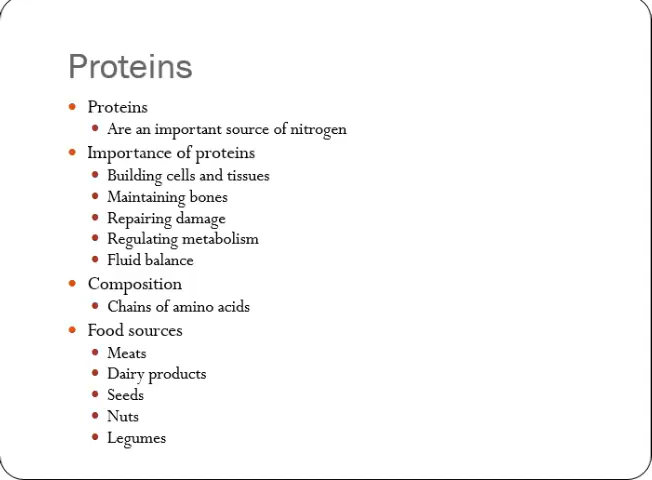 Proteins
Proteins
Are an important source of nitrogen
Importance of proteins
Building cells and tissues
Maintaining bones
Repairing damage
Regulating metabolism
Fluid balance
Composition
Chains of amino acids
Food sources
Meats
Dairy products
Seeds
Nuts
Legumes